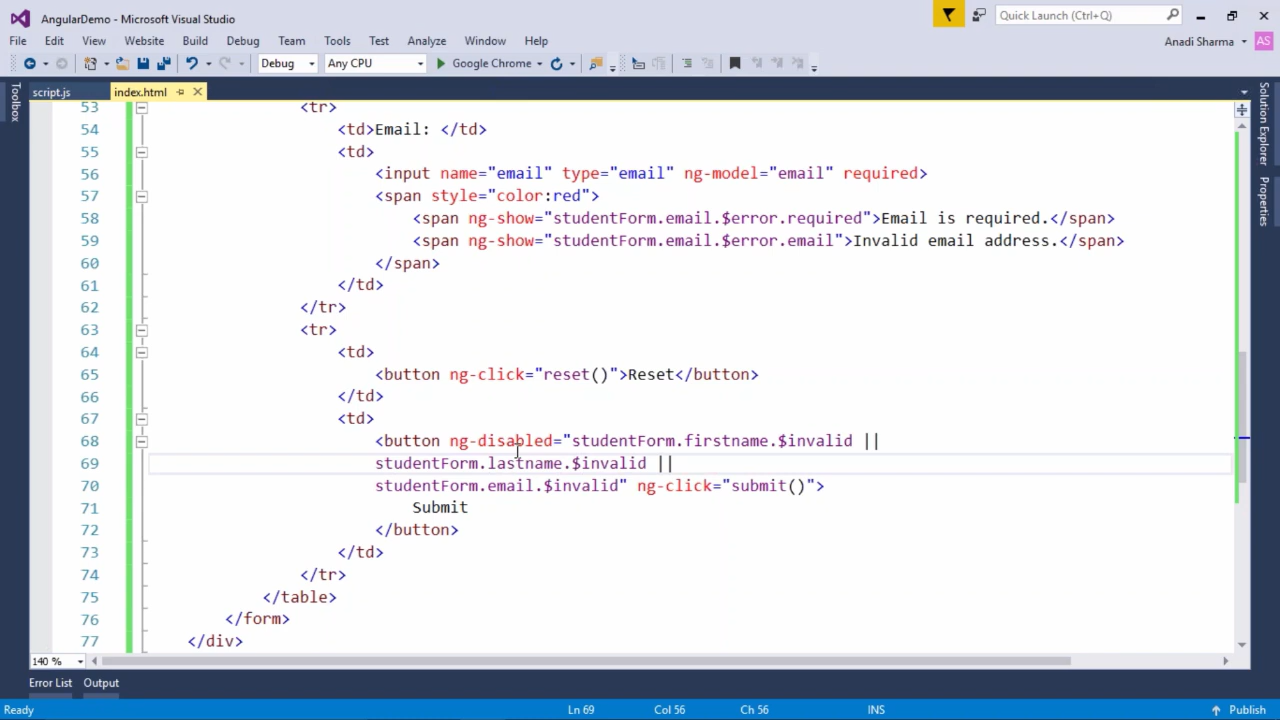 AngularDemo - Microsoft Visual Studio
Quick Launch (Ctrl+Q)
File Edit View Website Build Debug Team Tools Test Analyze Window Help
Anadi Sharma
AS
Debug Any CPU Google Chrome
script.js index.html
Toolbox
Solution Explorer
Properties
53 <tr>
54 <td>Email: </td>
55 <td>
56 <input name="email" type="email" ng-model="email" required>
57 <span style="color:red">
58 <span ng-show="studentForm.email.$error.required">Email is required.</span>
59 <span ng-show="studentForm.email.$error.email">Invalid email address.</span>
60 </span>
61 </td>
62 </tr>
63 <tr>
64 <td>
65 <button ng-click="reset()">Reset</button>
66 </td>
67 <td>
68 <button ng-disabled="studentForm.firstname.$invalid ||
69 studentForm.lastname.$invalid ||
70 studentForm.email.$invalid" ng-click="submit()">
71 Submit
72 </button>
73 </td>
74 </tr>
75 </table>
76 </form>
77 </div>
140 %
Error List Output
Ready Ln 69 Col 56 Ch 56 INS Publish